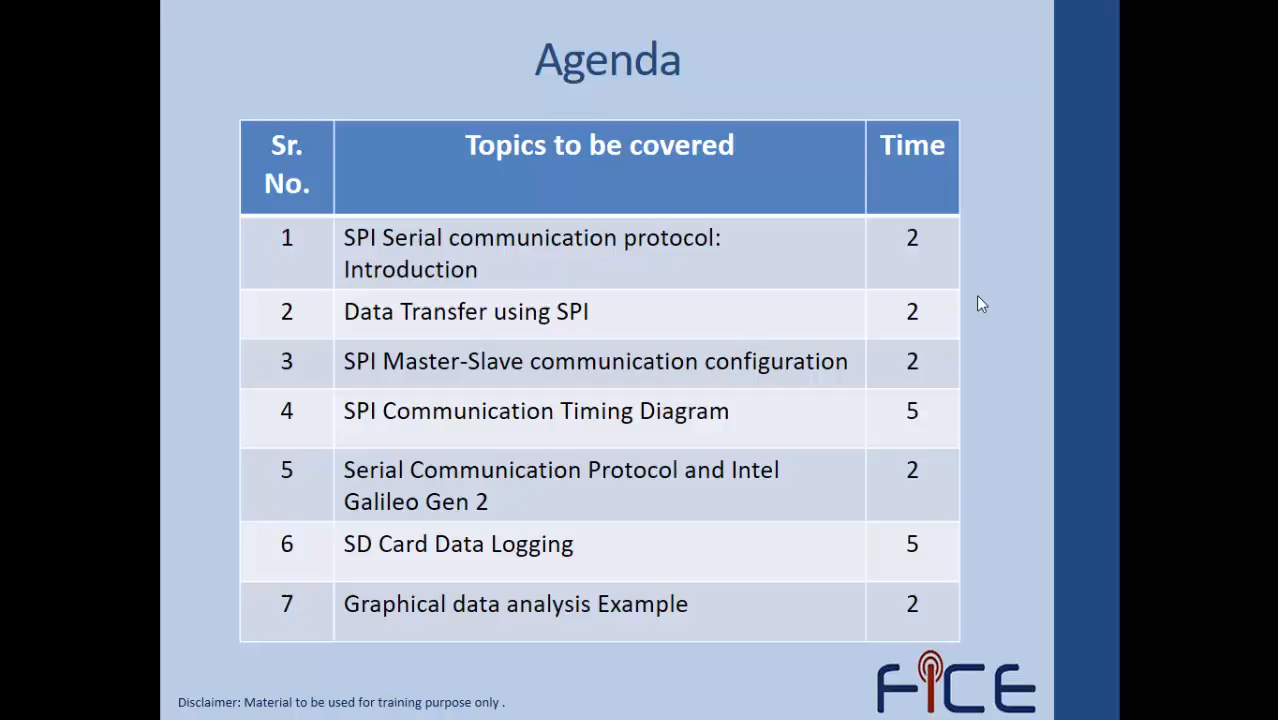 Agenda
Sr. No. Topics to be covered Time
1 SPI Serial communication protocol: Introduction 2
2 Data Transfer using SPI 2
3 SPI Master-Slave communication configuration 2
4 SPI Communication Timing Diagram 5
5 Serial Communication Protocol and Intel Galileo Gen 2 2
6 SD Card Data Logging 5
7 Graphical data analysis Example 2
Disclaimer: Material to be used for training purpose only .
FiCE